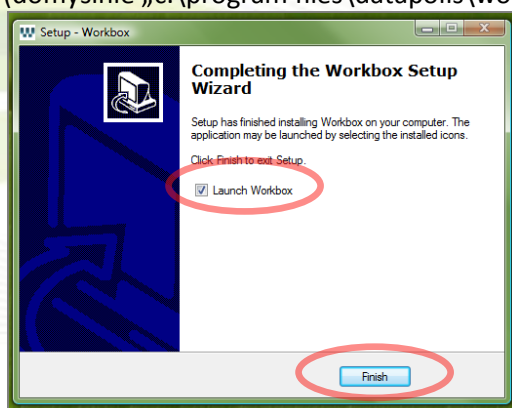 Setup - Workbox
Completing the Workbox Setup
Wizard
Setup has finished installing Workbox on your computer. The
application may be launched by selecting the installed icons.
Click Finish to exit Setup.
Launch Workbox
Finish